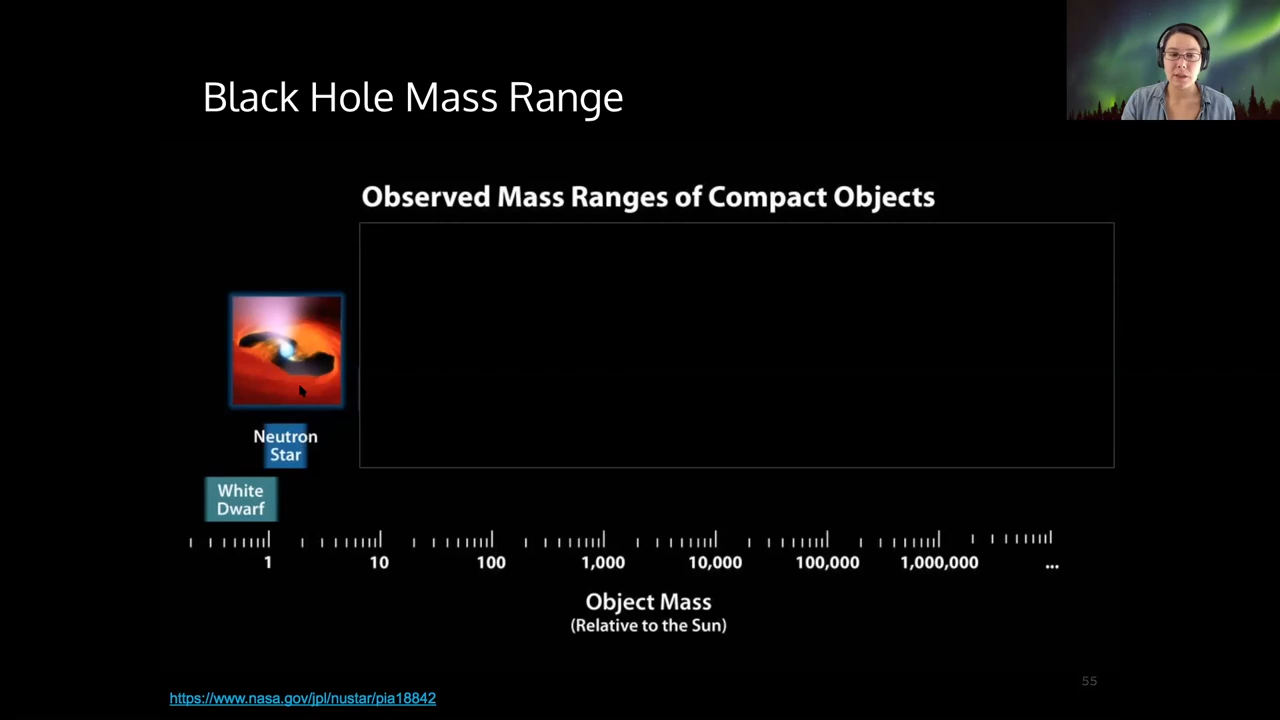 Black Hole Mass Range
Observed Mass Ranges of Compact Objects
Neutron
Star
White
Dwarf
1 10 100 1,000 10,000 100,000 1,000,000 ...
Object Mass
(Relative to the Sun)
55
https://www.nasa.gov/jpl/nustar/pia18842